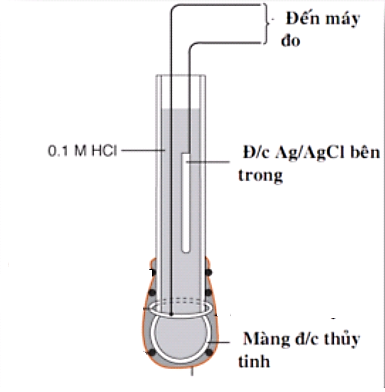 Đến máy
đo
0.1 M HCl
Đ/c Ag/AgCl bên
trong
Màng đ/c thủy
tinh